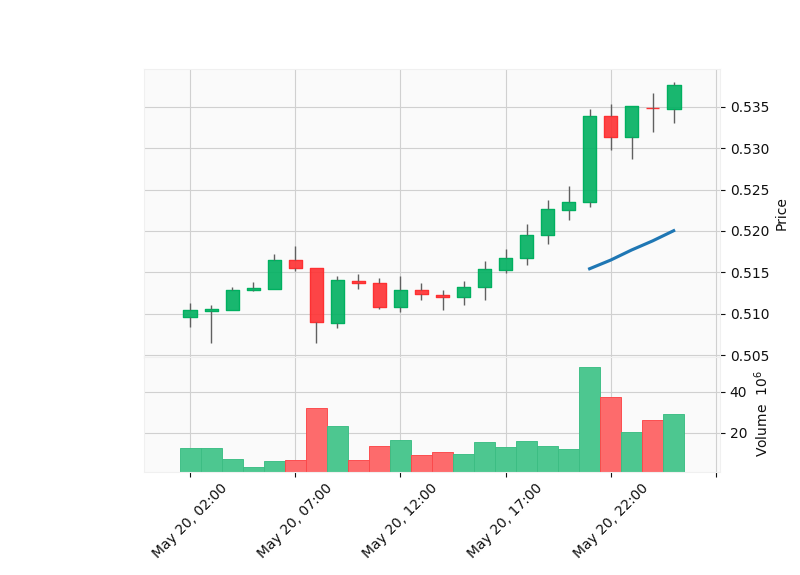 0.535
0.530
0.525
0.520
0.515
0.510
0.505
Price
40
20
Volume 10⁶
May 20, 02:00
May 20, 07:00
May 20, 12:00
May 20, 17:00
May 20, 22:00